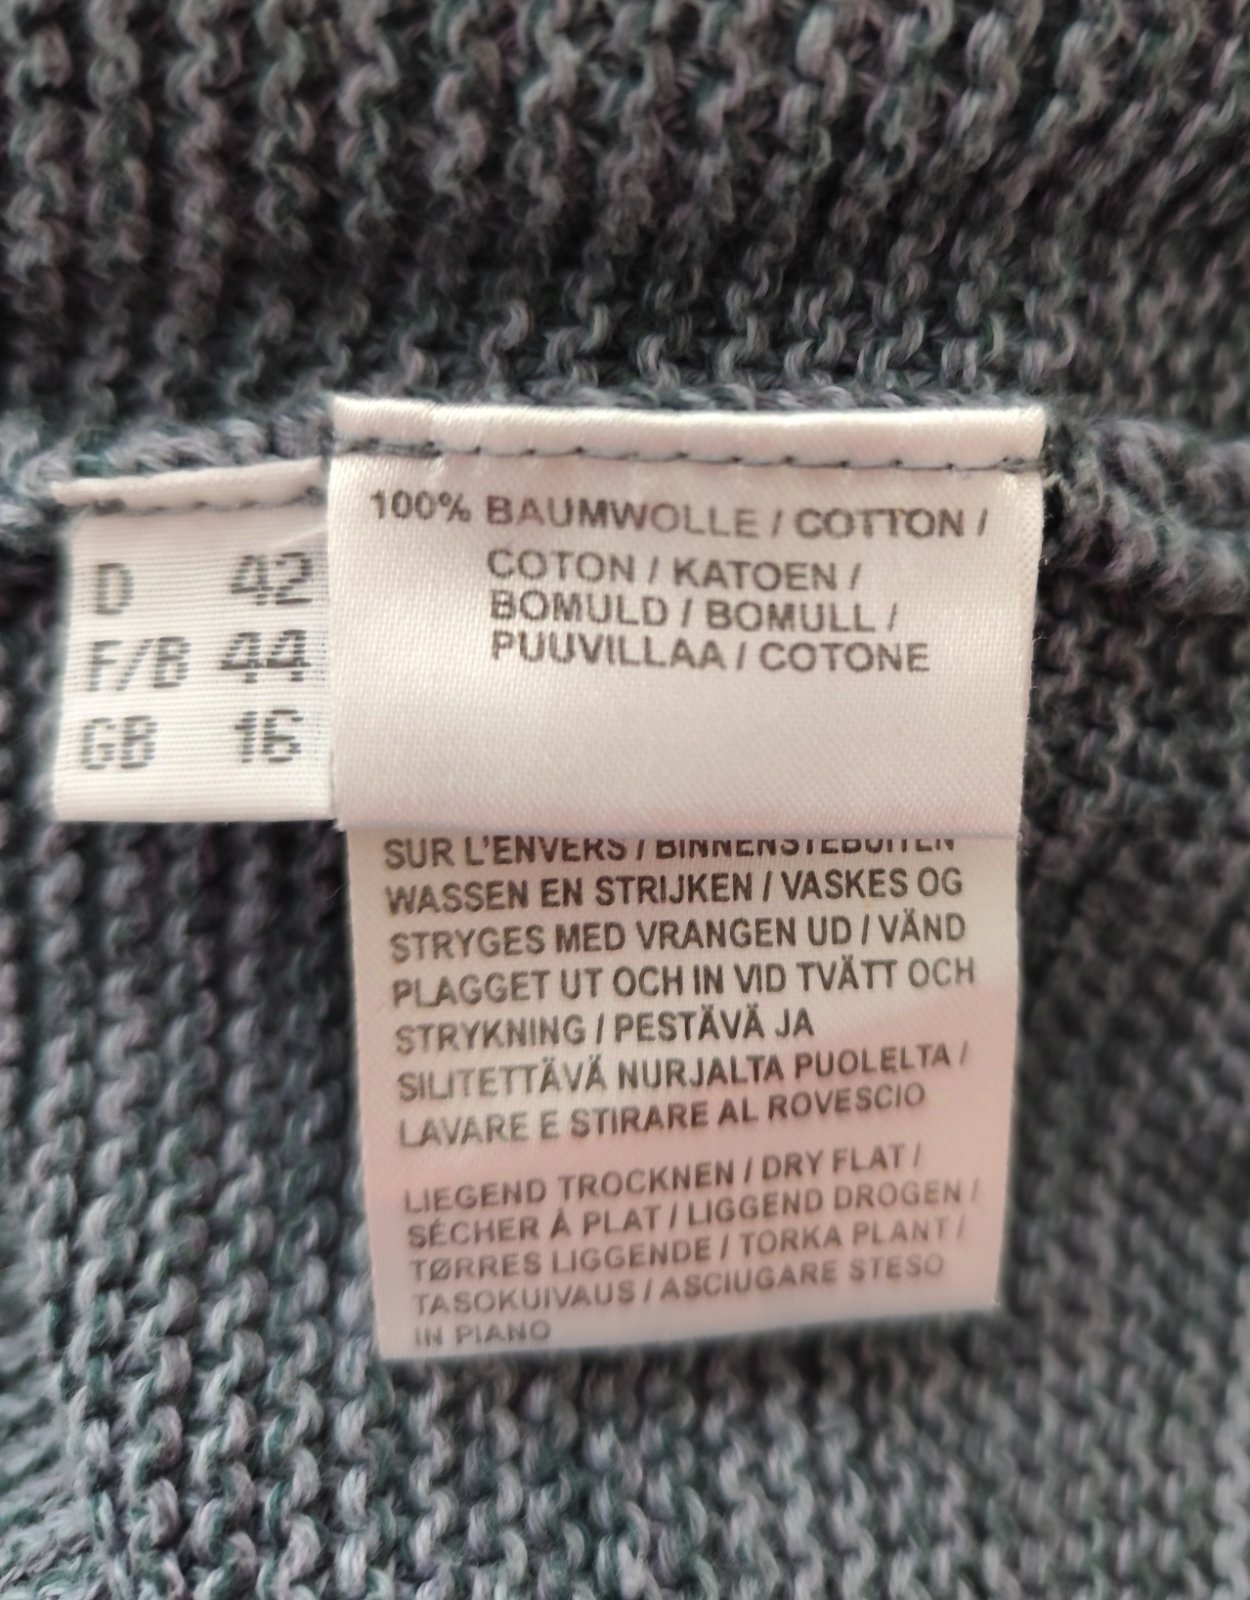 D 42
F/B 44
GB 16
100% BAUMWOLLE / COTTON /
COTON / KATOEN /
BOMULD / BOMULL /
PUUVILLAA / COTONE
SUR L'ENVERS / BINNENSTEBUITEN
WASSEN EN STRIJKEN / VASKES OG
STRYGES MED VRANGEN UD / VÄND
PLAGGET UT OCH IN VID TVÄTT OCH
STRYKNING / PESTÄVÄ JA
SILITETTÄVÄ NURJALTA PUOLELTA /
LAVARE E STIRARE AL ROVESCIO
LIEGEND TROCKNEN / DRY FLAT /
SÉCHER À PLAT / LIGGEND DROGEN /
TØRRES LIGGENDE / TORKA PLANT /
TASOKUIVAUS / ASCIUGARE STESO
IN PIANO